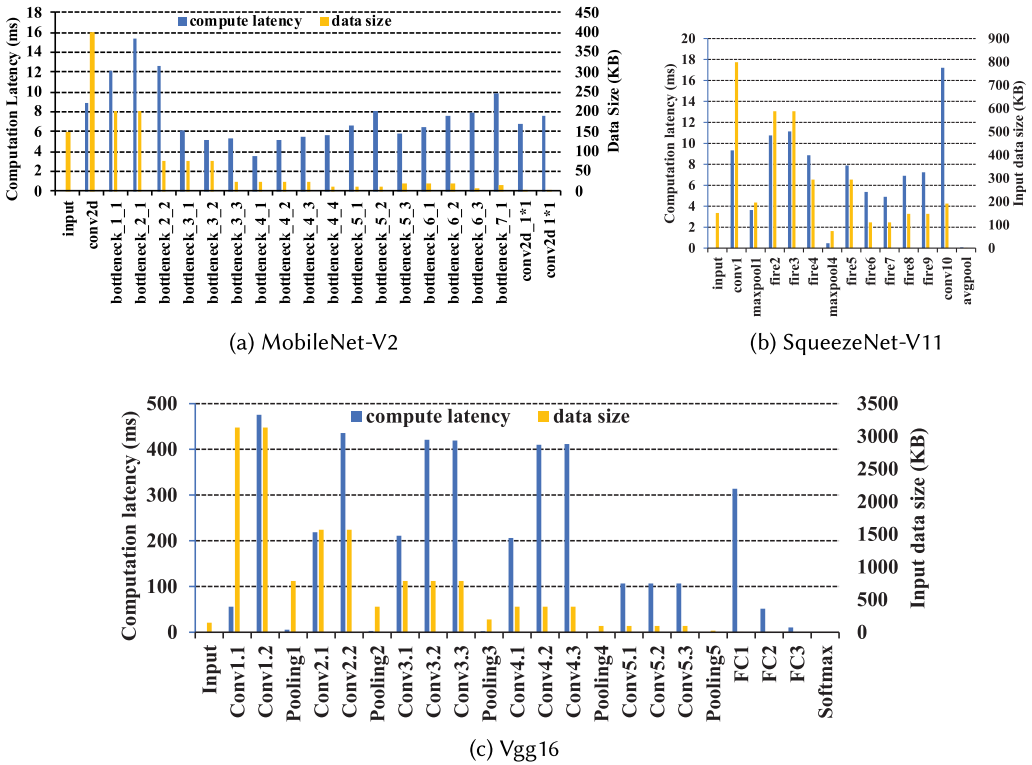 compute latency data size
Computation Latency (ms)
18
16
14
12
10
8
6
4
2
0
450
400
350
300
250
200
150
100
50
0
Data Size (KB)
input
conv2d
bottleneck_1_1
bottleneck_2_1
bottleneck_2_2
bottleneck_3_1
bottleneck_3_2
bottleneck_3_3
bottleneck_4_1
bottleneck_4_2
bottleneck_4_3
bottleneck_4_4
bottleneck_5_1
bottleneck_5_2
bottleneck_5_3
bottleneck_6_1
bottleneck_6_2
bottleneck_6_3
bottleneck_7_1
conv2d_1*1
conv2d 1*1
(a) MobileNet-V2
Computation latency (ms)
20
18
16
14
12
10
8
6
4
2
0
900
800
700
600
500
400
300
200
100
0
Input data size (KB)
input
conv1
maxpool1
fire2
fire3
fire4
maxpool4
fire5
fire6
fire7
fire8
fire9
conv10
avgpool
(b) SqueezeNet-V11
compute latency data size
Computation latency (ms)
500
400
300
200
100
0
3500
3000
2500
2000
1500
1000
500
0
Input data size (KB)
Input
Conv1.1
Conv1.2
Pooling1
Conv2.1
Conv2.2
Pooling2
Conv3.1
Conv3.2
Conv3.3
Pooling3
Conv4.1
Conv4.2
Conv4.3
Pooling4
Conv5.1
Conv5.2
Conv5.3
Pooling5
FC1
FC2
FC3
Softmax
(c) Vgg16